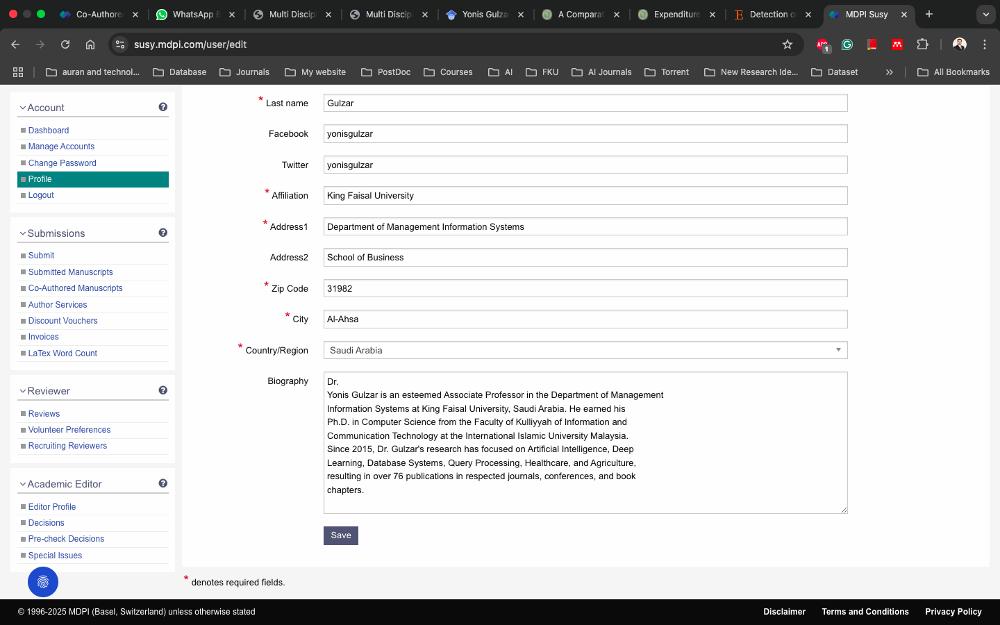 Co-Authore
WhatsApp B
Multi Discip
Multi Discip
Yonis Gulza
A Comparat
Expenditure
Detection o
MDPI Susy
susy.mdpi.com/user/edit
1
auran and technol...
Database
Journals
My website
PostDoc
Courses
AI
FKU
AI Journals
Torrent
New Research Ide...
Dataset
All Bookmarks
Account
Dashboard
Manage Accounts
Change Password
Profile
Logout
Submissions
Submit
Submitted Manuscripts
Co-Authored Manuscripts
Author Services
Discount Vouchers
Invoices
LaTex Word Count
Reviewer
Reviews
Volunteer Preferences
Recruiting Reviewers
Academic Editor
Editor Profile
Decisions
Pre-check Decisions
Special Issues
* Last name Gulzar
Facebook yonisgulzar
Twitter yonisgulzar
* Affiliation King Faisal University
* Address1 Department of Management Information Systems
Address2 School of Business
* Zip Code 31982
* City Al-Ahsa
* Country/Region Saudi Arabia
Biography
Dr.
Yonis Gulzar is an esteemed Associate Professor in the Department of Management
Information Systems at King Faisal University, Saudi Arabia. He earned his
Ph.D. in Computer Science from the Faculty of Kulliyyah of Information and
Communication Technology at the International Islamic University Malaysia.
Since 2015, Dr. Gulzar's research has focused on Artificial Intelligence, Deep
Learning, Database Systems, Query Processing, Healthcare, and Agriculture,
resulting in over 76 publications in respected journals, conferences, and book
chapters.
Save
* denotes required fields.
© 1996-2025 MDPI (Basel, Switzerland) unless otherwise stated
Disclaimer
Terms and Conditions
Privacy Policy